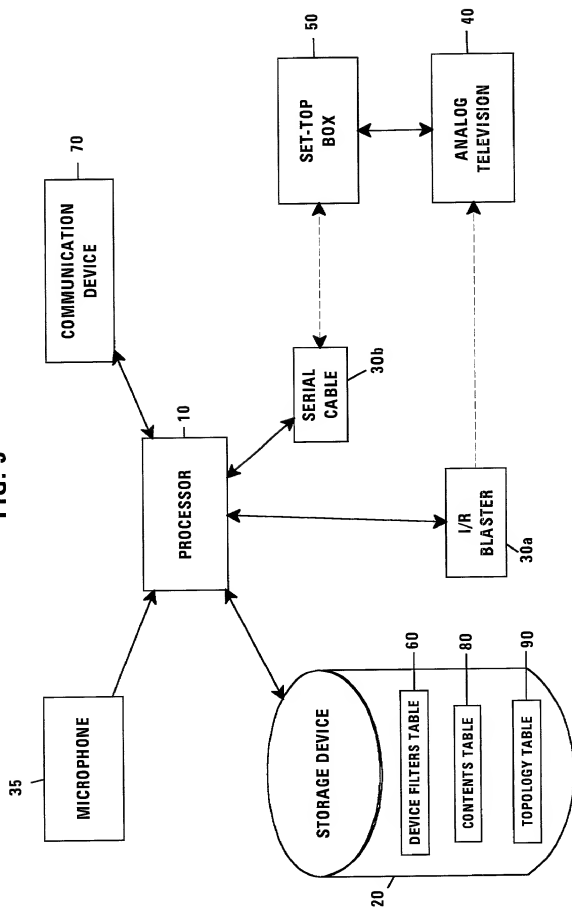 FIG.
35
MICROPHONE
PROCESSOR
10
COMMUNICATION
DEVICE
70
STORAGE DEVICE
DEVICE FILTERS TABLE
60
CONTENTS TABLE
80
TOPOLOGY TABLE
90
20
I/R
BLASTER
30a
SERIAL
CABLE
30b
SET-TOP
BOX
50
ANALOG
TELEVISION
40